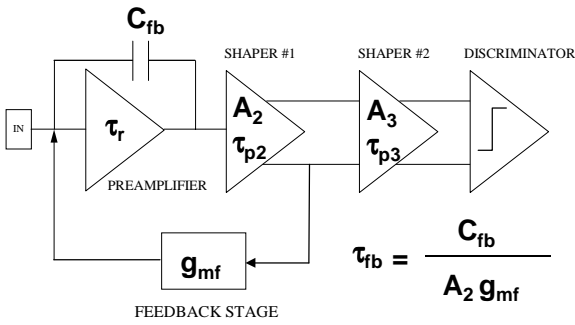 C_fb
SHAPER #1
SHAPER #2
DISCRIMINATOR
IN
τ_r
A_2
τ_p2
A_3
τ_p3
PREAMPLIFIER
g_mf
FEEDBACK STAGE
τ_fb = C_fb / A_2 g_mf